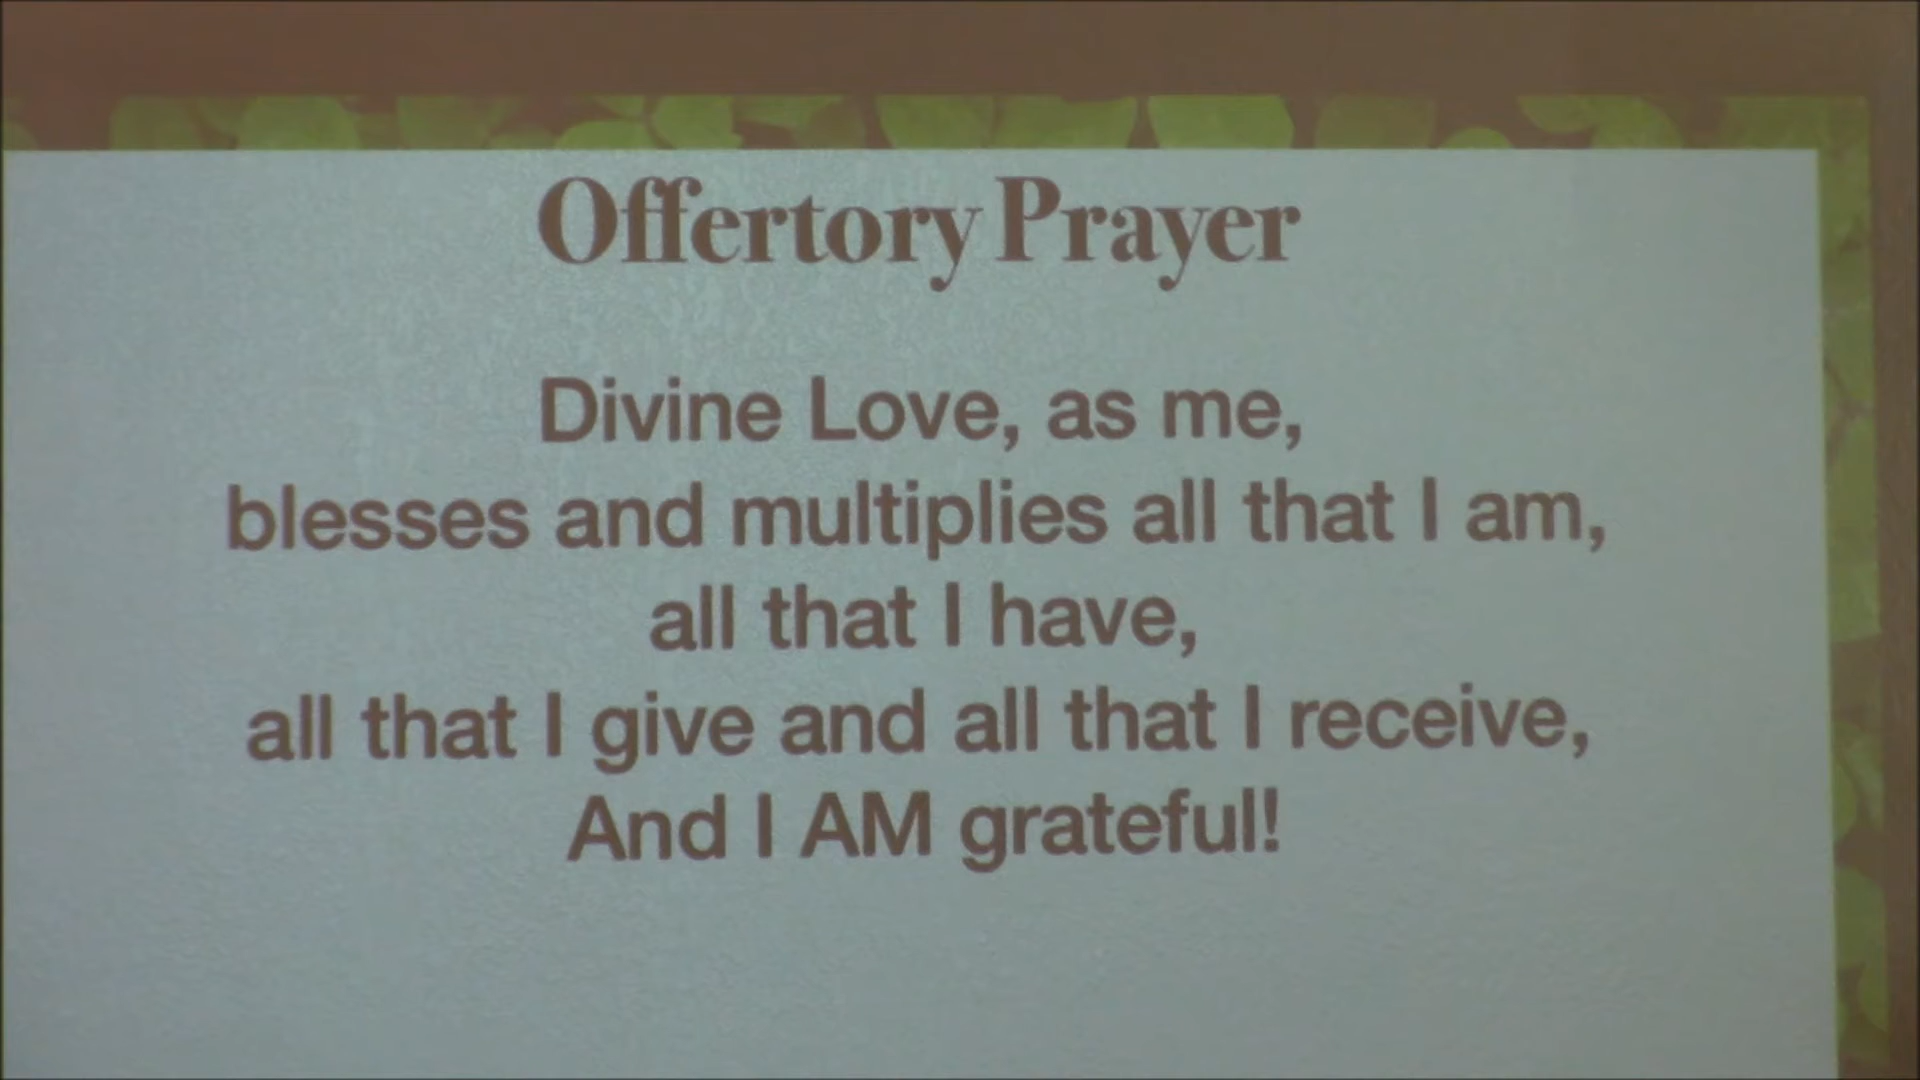 Offertory Prayer
Divine Love, as me,
blesses and multiplies all that I am,
all that I have,
all that I give and all that I receive,
And I AM grateful!